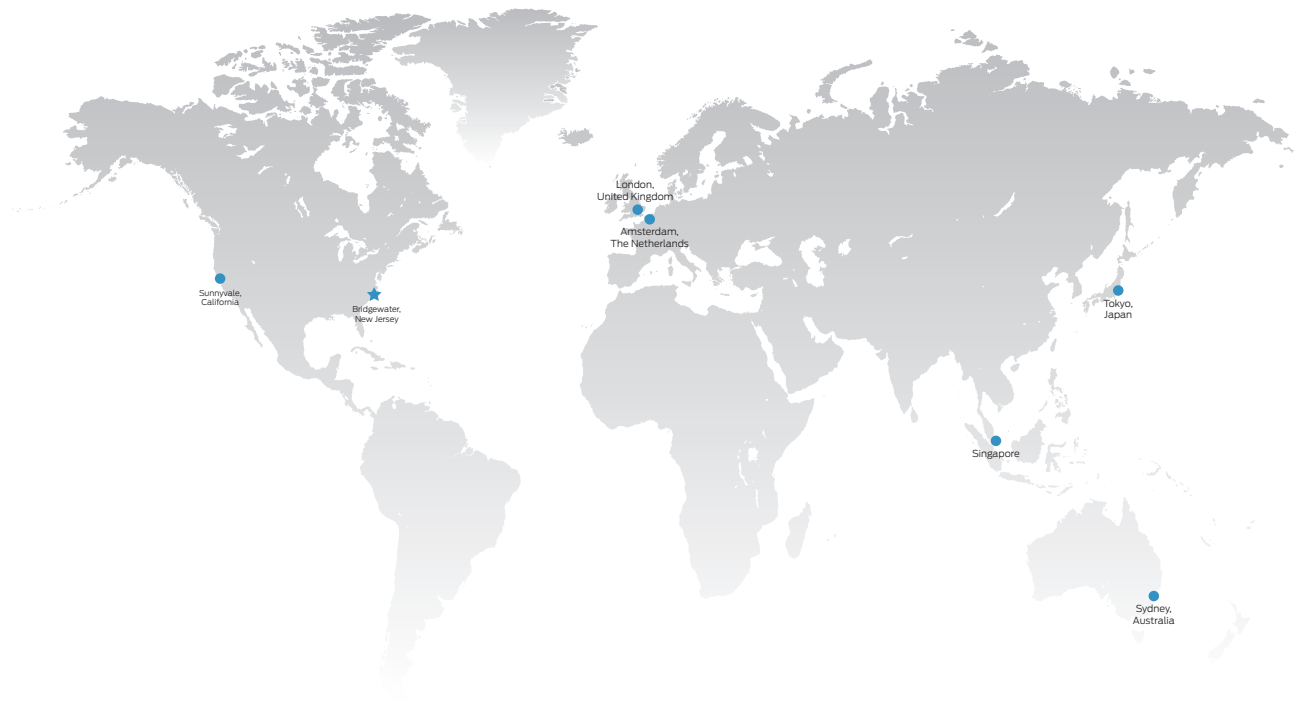 London,
United Kingdom
Amsterdam,
The Netherlands
Sunnyvale,
California
Bridgewater,
New Jersey
Tokyo,
Japan
Singapore
Sydney,
Australia